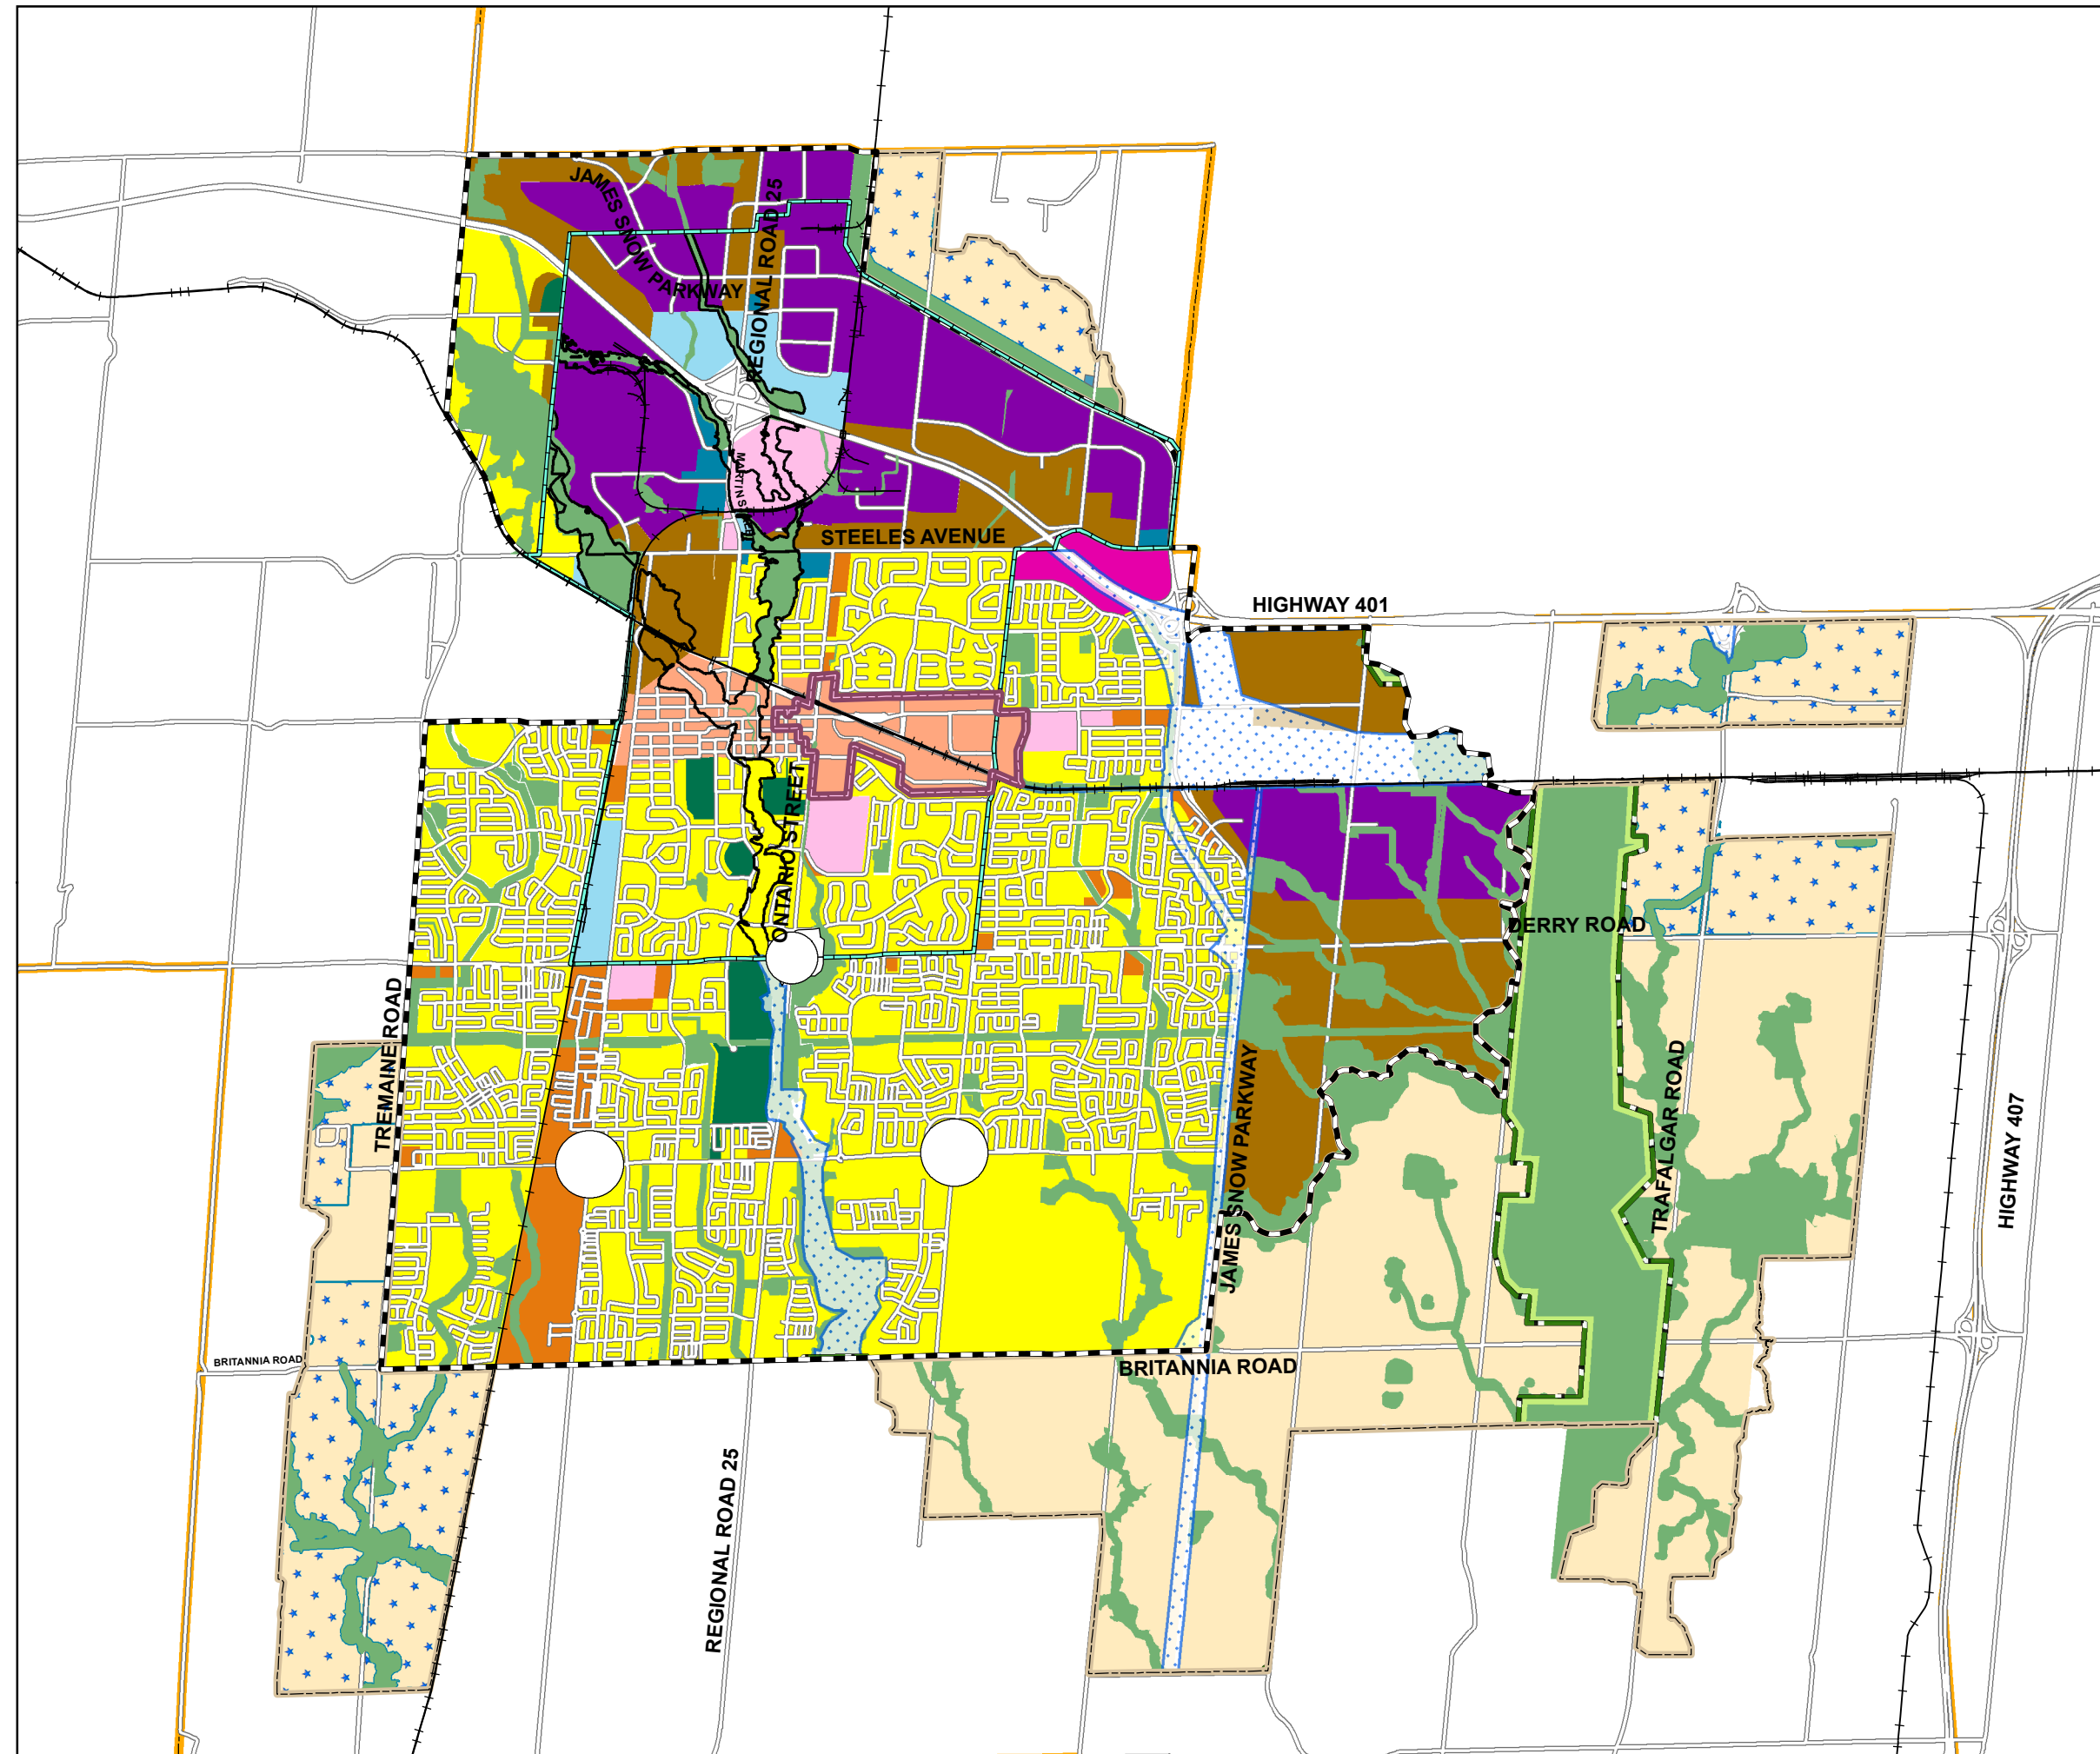 JAMES SNOW PARKWAY
REGIONAL ROAD 25
STEELES AVENUE
HIGHWAY 401
ONTARIO STREET
DERRY ROAD
TREMAINE ROAD
JAMES SNOW PARKWAY
TRAFALGAR ROAD
HIGHWAY 407
BRITANNIA ROAD
BRITANNIA ROAD
REGIONAL ROAD 25